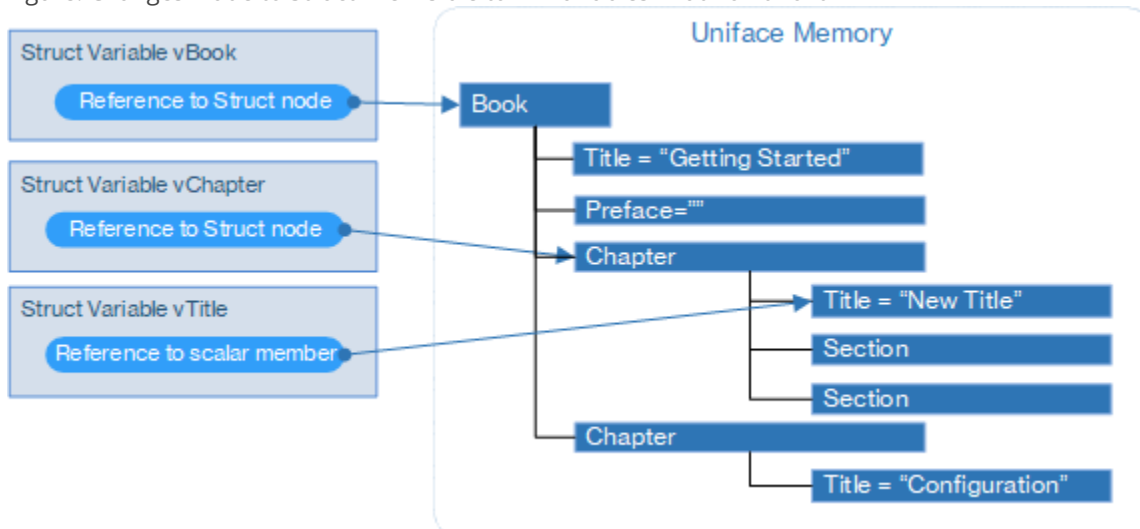 Uniface Memory
Struct Variable vBook
Reference to Struct node
Struct Variable vChapter
Reference to Struct node
Struct Variable vTitle
Reference to scalar member
Book
Title = “Getting Started”
Preface=””
Chapter
Title = “New Title”
Section
Section
Chapter
Title = “Configuration”